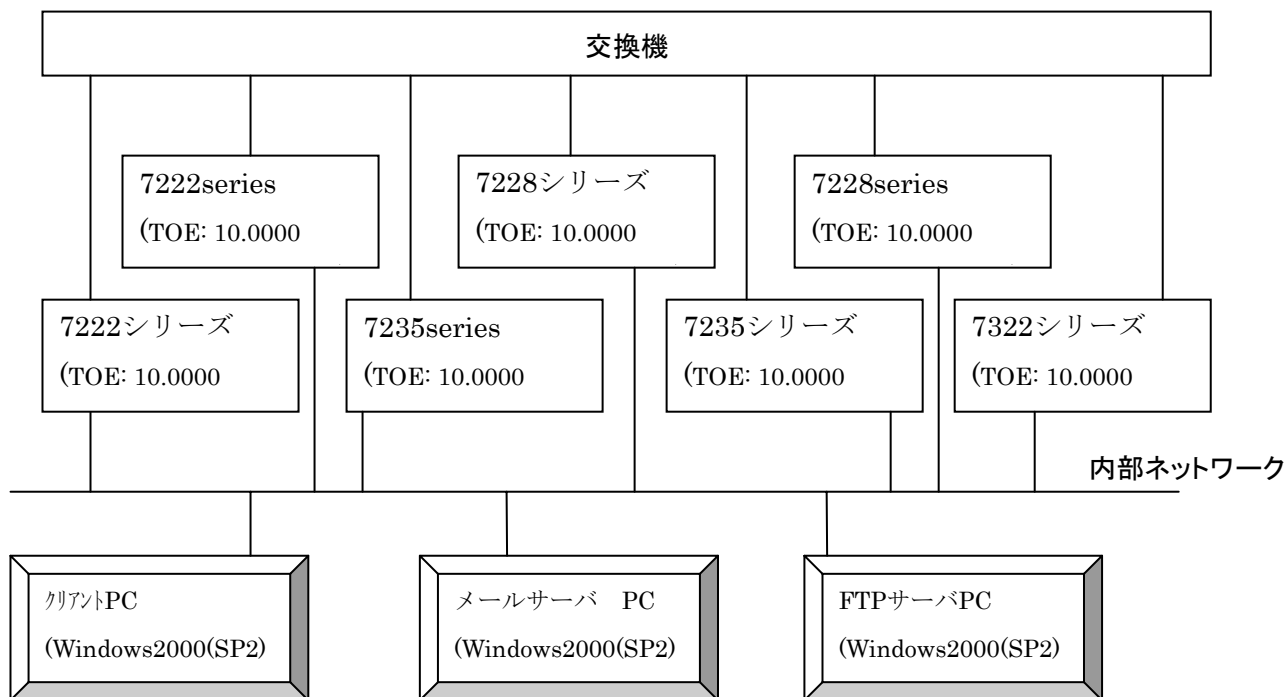 交換機
7222series
(TOE: 10.0000
7228シリーズ
(TOE: 10.0000
7228series
(TOE: 10.0000
7222シリーズ
(TOE: 10.0000
7235series
(TOE: 10.0000
7235シリーズ
(TOE: 10.0000
7322シリーズ
(TOE: 10.0000
内部ネットワーク
ｸﾘｱﾝﾄPC
(Windows2000(SP2)
メールサーバ　PC
(Windows2000(SP2)
FTPサーバPC
(Windows2000(SP2)